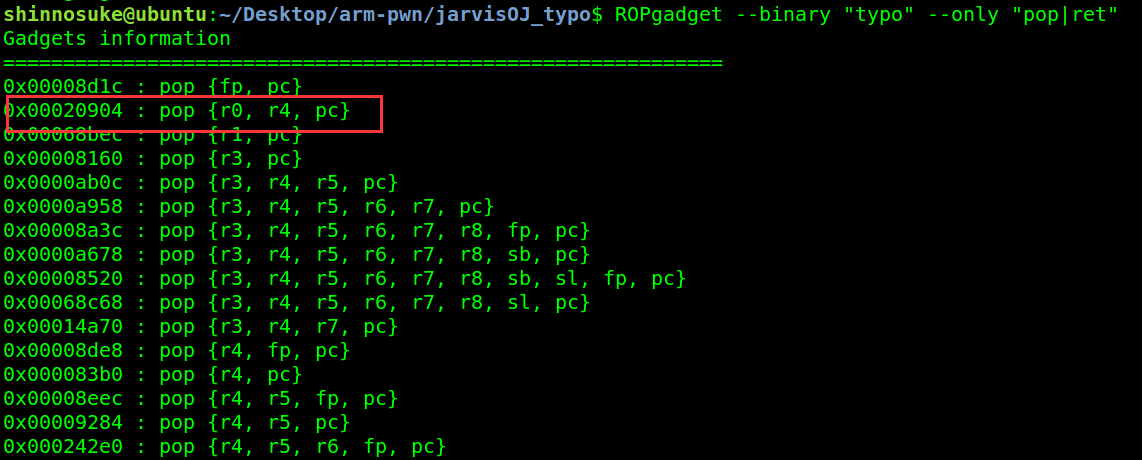 shinnosuke@ubuntu:~/Desktop/arm-pwn/jarvisOJ_typo$ ROPgadget --binary "typo" --only "pop|ret"
Gadgets information
============================================================
0x00008d1c : pop {fp, pc}
0x00020904 : pop {r0, r4, pc}
0x00068bec : pop {r1, pc}
0x00008160 : pop {r3, pc}
0x0000ab0c : pop {r3, r4, r5, pc}
0x0000a958 : pop {r3, r4, r5, r6, r7, pc}
0x00008a3c : pop {r3, r4, r5, r6, r7, r8, fp, pc}
0x0000a678 : pop {r3, r4, r5, r6, r7, r8, sb, pc}
0x00008520 : pop {r3, r4, r5, r6, r7, r8, sb, sl, fp, pc}
0x00068c68 : pop {r3, r4, r5, r6, r7, r8, sl, pc}
0x00014a70 : pop {r3, r4, r7, pc}
0x00008de8 : pop {r4, fp, pc}
0x000083b0 : pop {r4, pc}
0x00008eec : pop {r4, r5, fp, pc}
0x00009284 : pop {r4, r5, pc}
0x000242e0 : pop {r4, r5, r6, fp, pc}